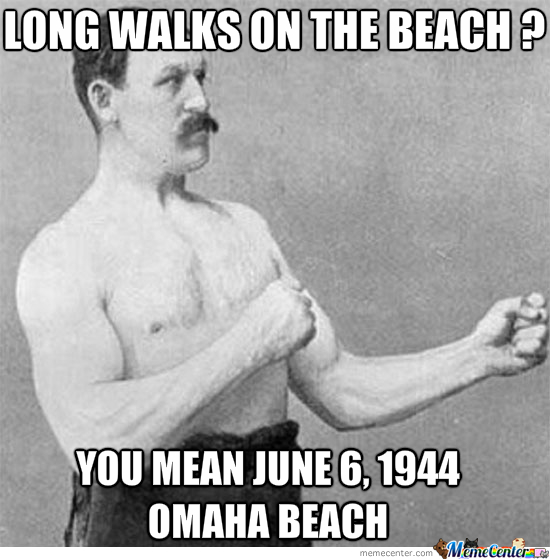 LONG WALKS ON THE BEACH ?
YOU MEAN JUNE 6, 1944
OMAHA BEACH
memecenter.com MemeCenter